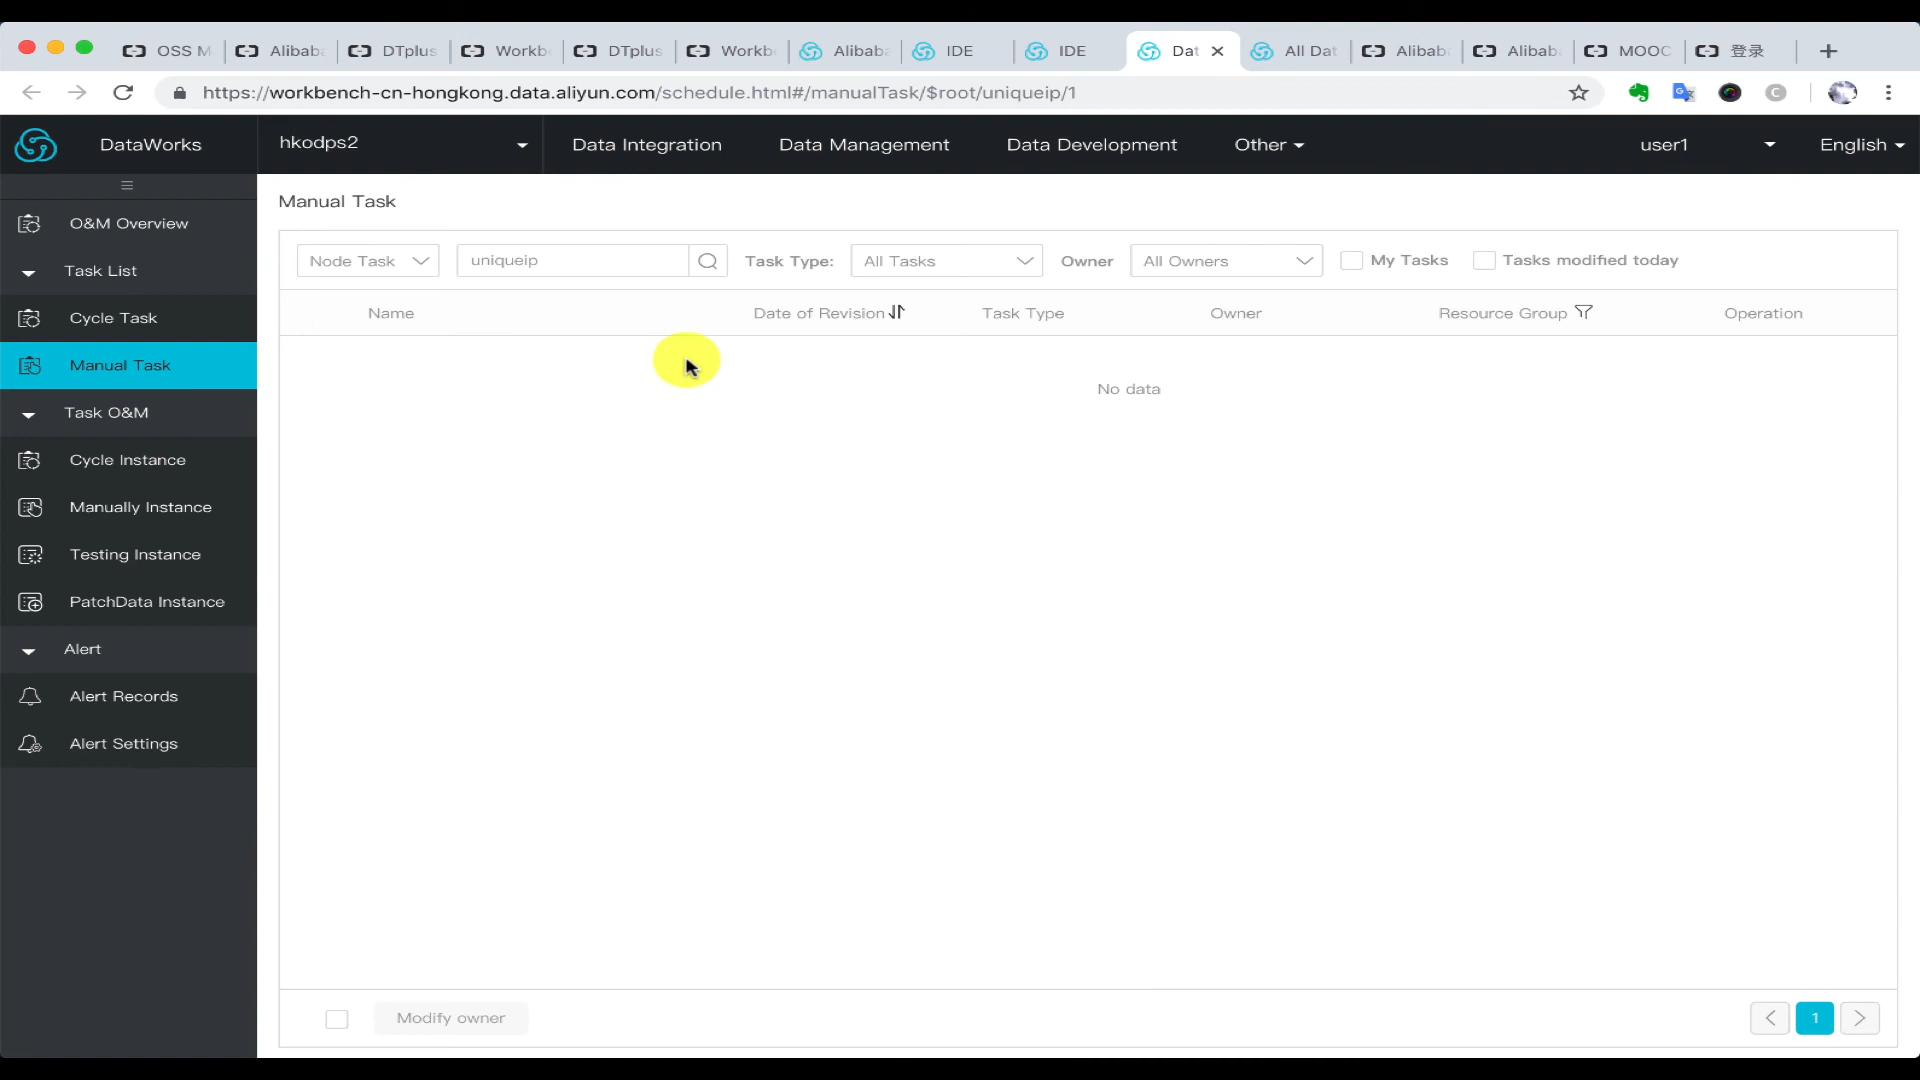 OSS M
Alibaba
DTplus
Workb
DTplus
Workb
Alibaba
IDE
IDE
Dat
All Dat
Alibab
Alibab
MOOC
登录
https://workbench-cn-hongkong.data.aliyun.com/schedule.html#/manualTask/$root/uniqueip/1
C
DataWorks
hkodps2
Data Integration
Data Management
Data Development
Other
user1
English
O&M Overview
Task List
Cycle Task
Manual Task
Task O&M
Cycle Instance
Manually Instance
Testing Instance
PatchData Instance
Alert
Alert Records
Alert Settings
Manual Task
Node Task
uniqueip
Task Type:
All Tasks
Owner
All Owners
My Tasks
Tasks modified today
Name
Date of Revision
Task Type
Owner
Resource Group
Operation
No data
Modify owner
1